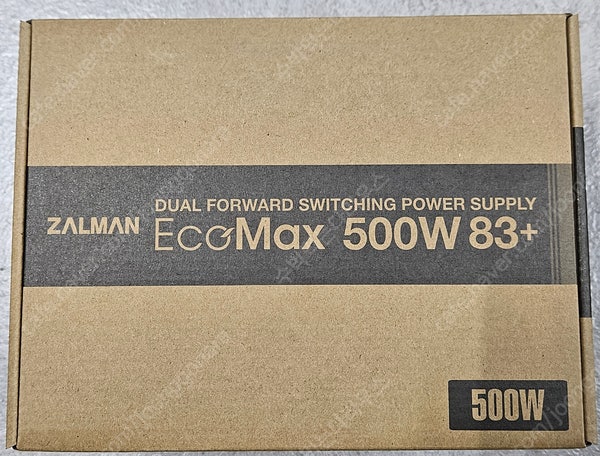 DUAL FORWARD SWITCHING POWER SUPPLY
ZALMAN EcoMax 500W 83+
500W